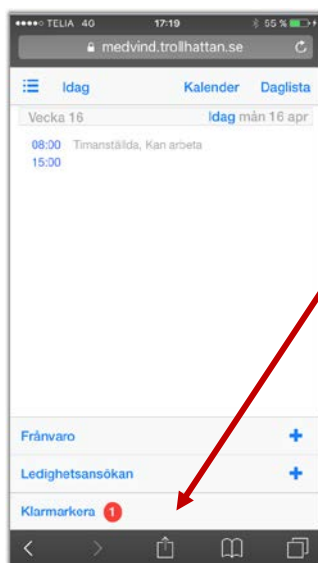 TELIA 4G 17:19 55 %
medvind.trollhattan.se
Idag Kalender Daglista
Vecka 16 Idag mån 16 apr
08:00 Timanställda, Kan arbeta
15:00
Frånvaro +
Ledighetsansökan +
Klarmarkera 1